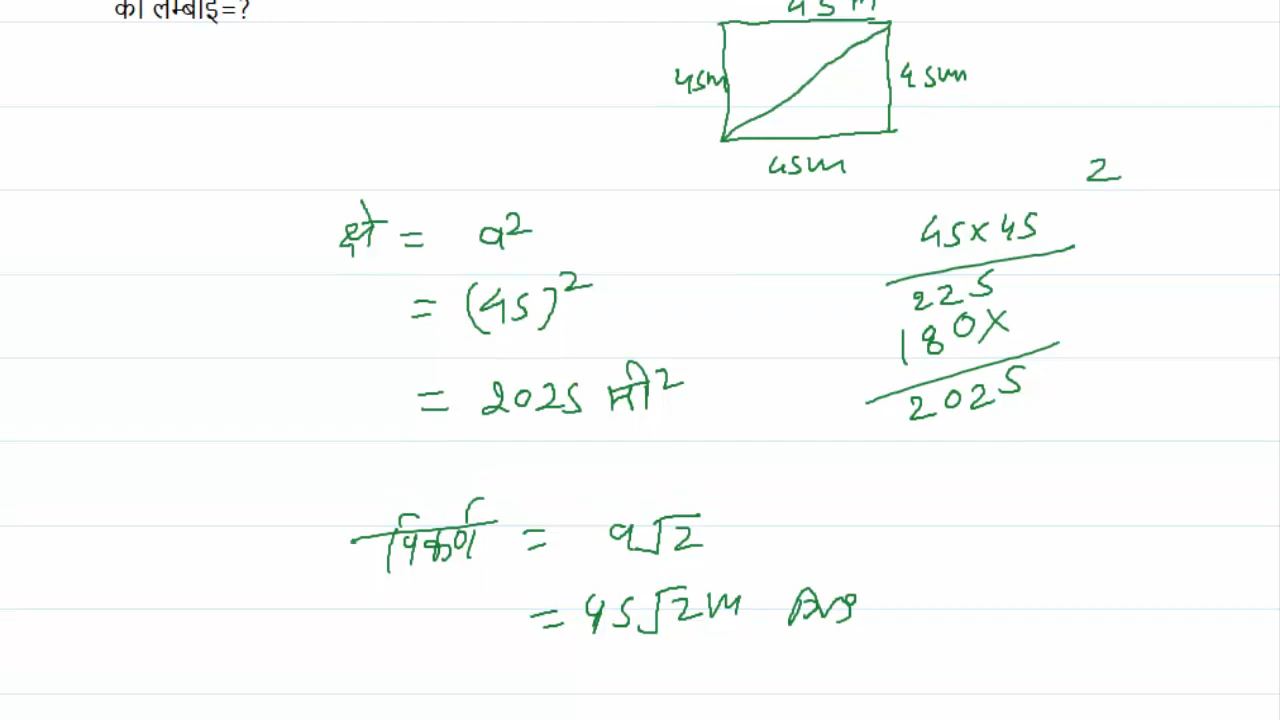 की लम्बाई=?
45m
45m 45m
45m
2
क्षे = a²
45×45
= (45)²
225
180×
= 2025 मी²
2025
विकर्ण = a√2
= 45√2m Ans